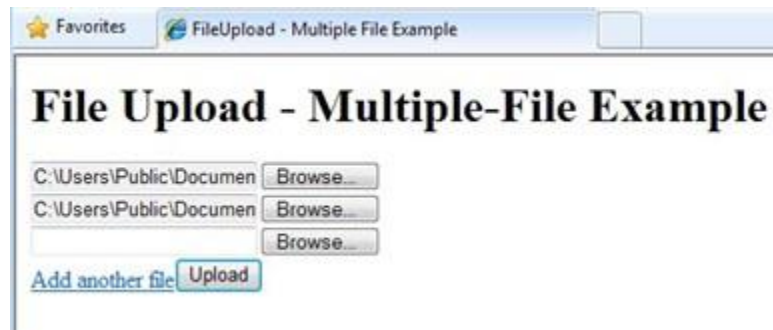 Favorites FileUpload - Multiple File Example
File Upload - Multiple-File Example
C:\Users\Public\Documen Browse...
C:\Users\Public\Documen Browse...
Browse...
Add another file Upload